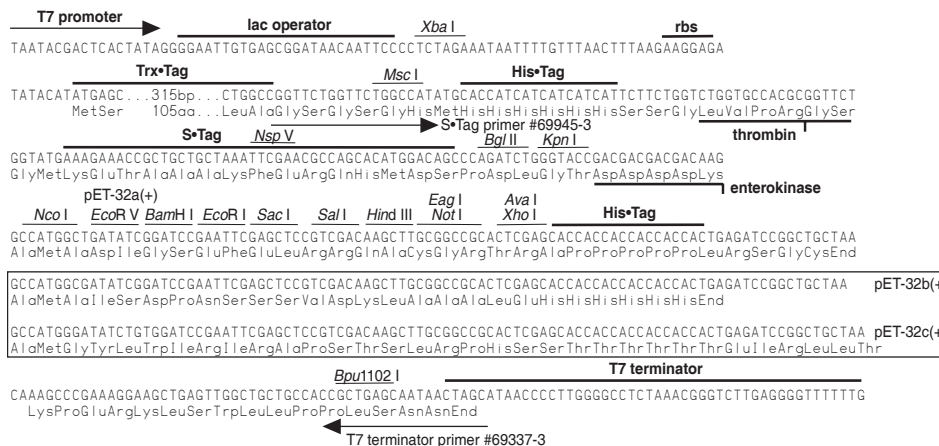 T7 promoter
lac operator
Xba I
rbs
TAATACGACTCACTATAGGGGAATTGTGAGCGGATAACAATTCCCCTCTAGAAATAATTTTGTTTAACTTTAAGAAGGAGA
Trx•Tag
Msc I
His•Tag
TATACATATGAGC...315bp...CTGGCCGGTTCTGGTTCTGGCCATATGCACCATCATCATCATCATTCTTCTGGTCTGGTGCCACGCGGTTCT
MetSer 105aa...LeuAlaGlySerGlySerGlyHisMetHisHisHisHisHisHisSerSerGlyLeuValProArgGlySer
S•Tag primer #69945-3
thrombin
S•Tag
Nsp V
Bgl II
Kpn I
GGTATGAAAGAAACCGCTGCTGCTAAATTCGAACGCCAGCACATGGACAGCCCAGATCTGGGTACCGACGACGACGACAAG
GlyMetLysGluThrAlaAlaAlaLysPheGluArgGlnHisMetAspSerProAspLeuGlyThrAspAspAspAspLys
enterokinase
pET-32a(+)
Nco I
EcoR V
BamH I
EcoR I
Sac I
Sal I
Hind III
Eag I
Not I
Ava I
Xho I
His•Tag
GCCATGGCTGATATCGGATCCGAATTCGAGCTCCGTCGACAAGCTTGCGGCCGCACTCGAGCACCACCACCACCACCACTGAGATCCGGCTGCTAA
AlaMetAlaAspIleGlySerGluPheGluLeuArgArgGlnAlaCysGlyArgThrArgAlaProProProProProProLeuArgSerGlyCysEnd
GCCATGGCGATATCGGATCCGAATTCGAGCTCCGTCGACAAGCTTGCGGCCGCACTCGAGCACCACCACCACCACCACTGAGATCCGGCTGCTAA pET-32b(+
AlaMetAlaIleSerAspProAsnSerSerSerValAspLysLeuAlaAlaAlaLeuGluHisHisHisHisHisHisEnd
GCCATGGGATATCTGTGGATCCGAATTCGAGCTCCGTCGACAAGCTTGCGGCCGCACTCGAGCACCACCACCACCACCACTGAGATCCGGCTGCTAA pET-32c(+
AlaMetGlyTyrLeuTrpIleArgIleArgAlaProSerThrSerLeuArgProHisSerSerThrThrThrThrThrThrGluIleArgLeuLeuThr
Bpu1102 I
T7 terminator
CAAAGCCCGAAAGGAAGCTGAGTTGGCTGCTGCCACCGCTGAGCAATAACTAGCATAACCCCTTGGGGCCTCTAAACGGGTCTTGAGGGGTTTTTTG
LysProGluArgLysLeuSerTrpLeuLeuProProLeuSerAsnAsnEnd
T7 terminator primer #69337-3